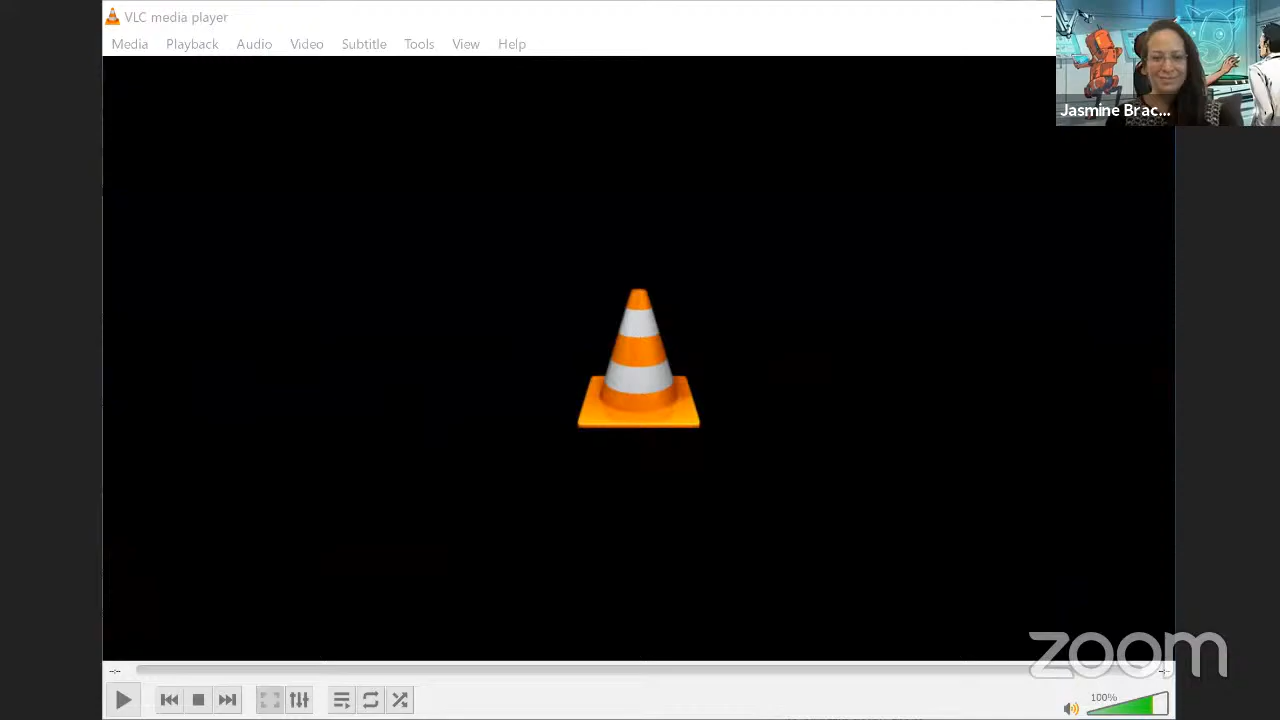 VLC media player
Media Playback Audio Video Subtitle Tools View Help
Jasmine Brac...
zoom
100%